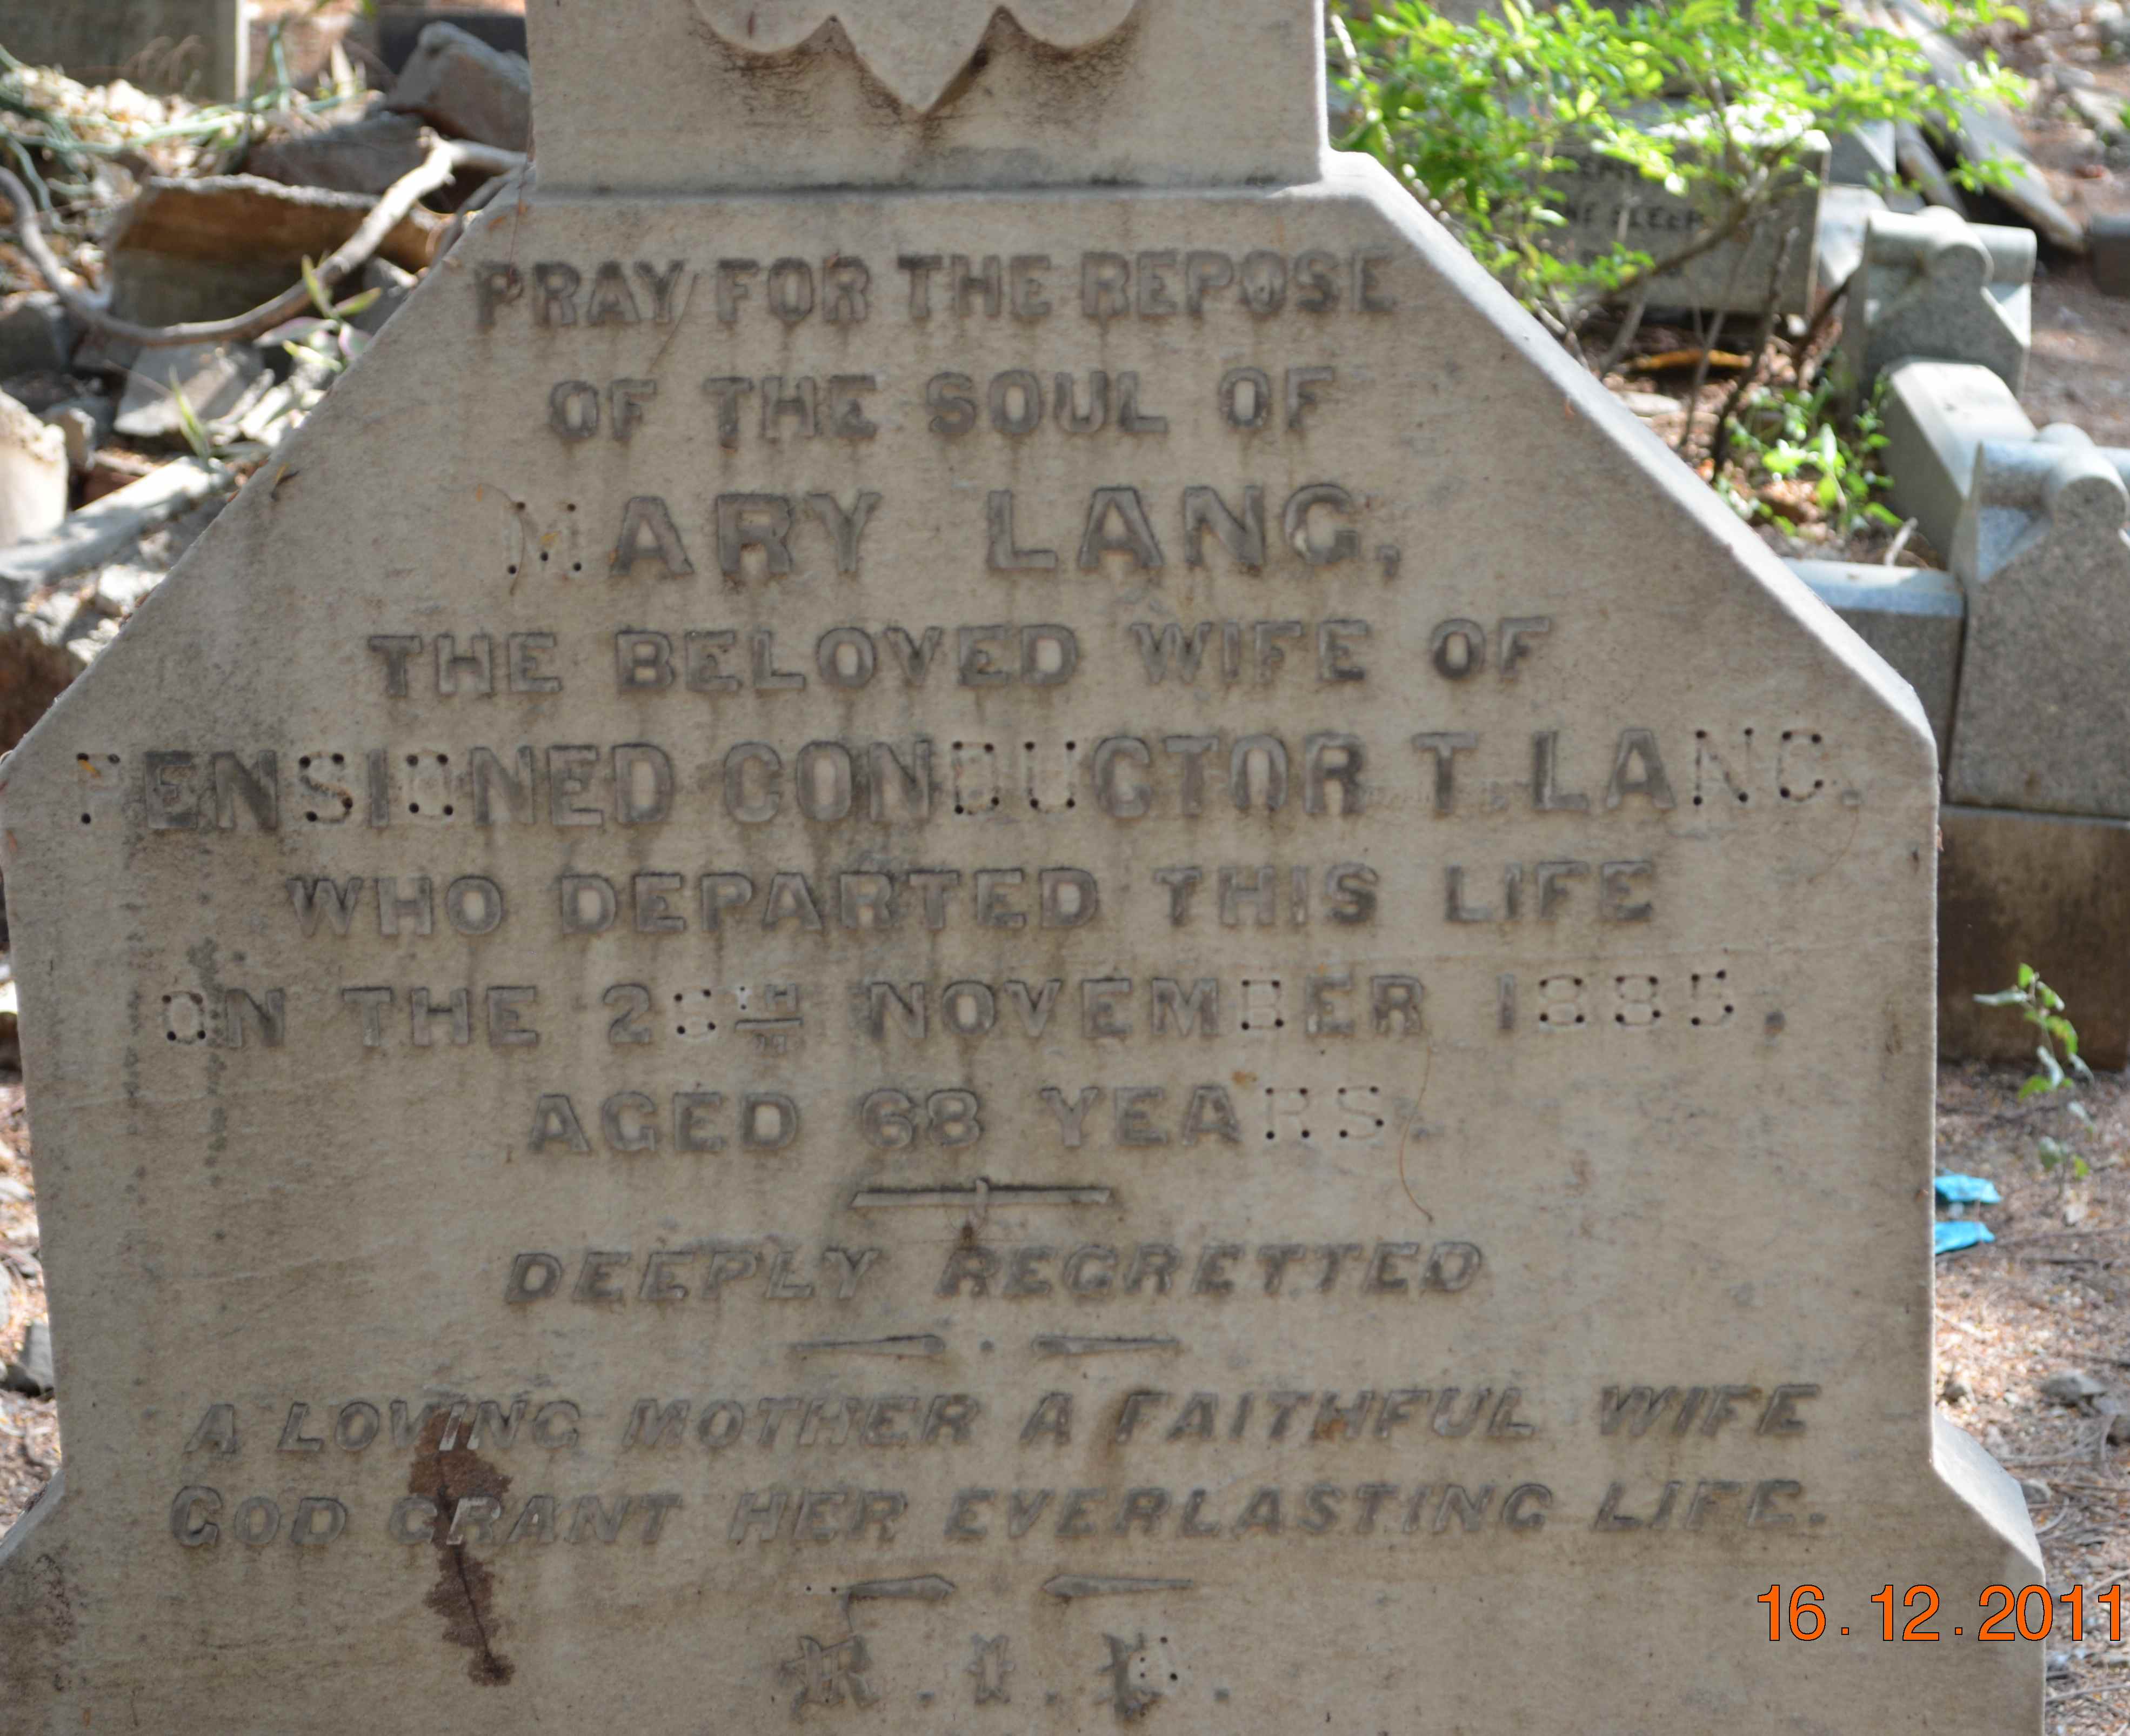 PRAY FOR THE REPOSE
OF THE SOUL OF
MARY LANG,
THE BELOVED WIFE OF
PENSIONED CONDUCTOR T. LANG.
WHO DEPARTED THIS LIFE
ON THE 26TH NOVEMBER 1885.
AGED 68 YEARS.
DEEPLY REGRETTED
A LOVING MOTHER A FAITHFUL WIFE
GOD GRANT HER EVERLASTING LIFE.
R.I.P.
16.12.2011